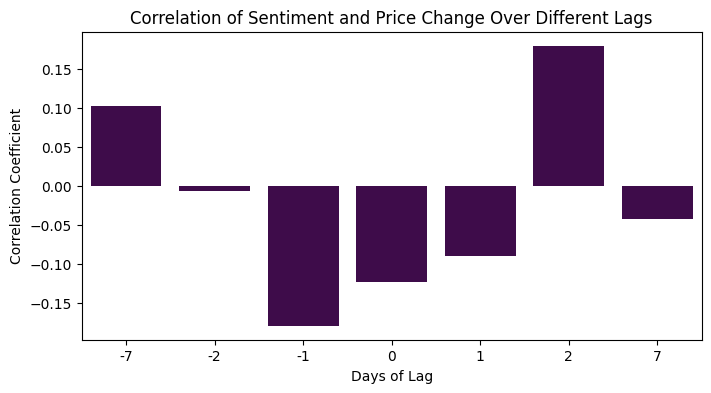 Correlation of Sentiment and Price Change Over Different Lags
Correlation Coefficient
0.15
0.10
0.05
0.00
−0.05
−0.10
−0.15
-7 -2 -1 0 1 2 7
Days of Lag